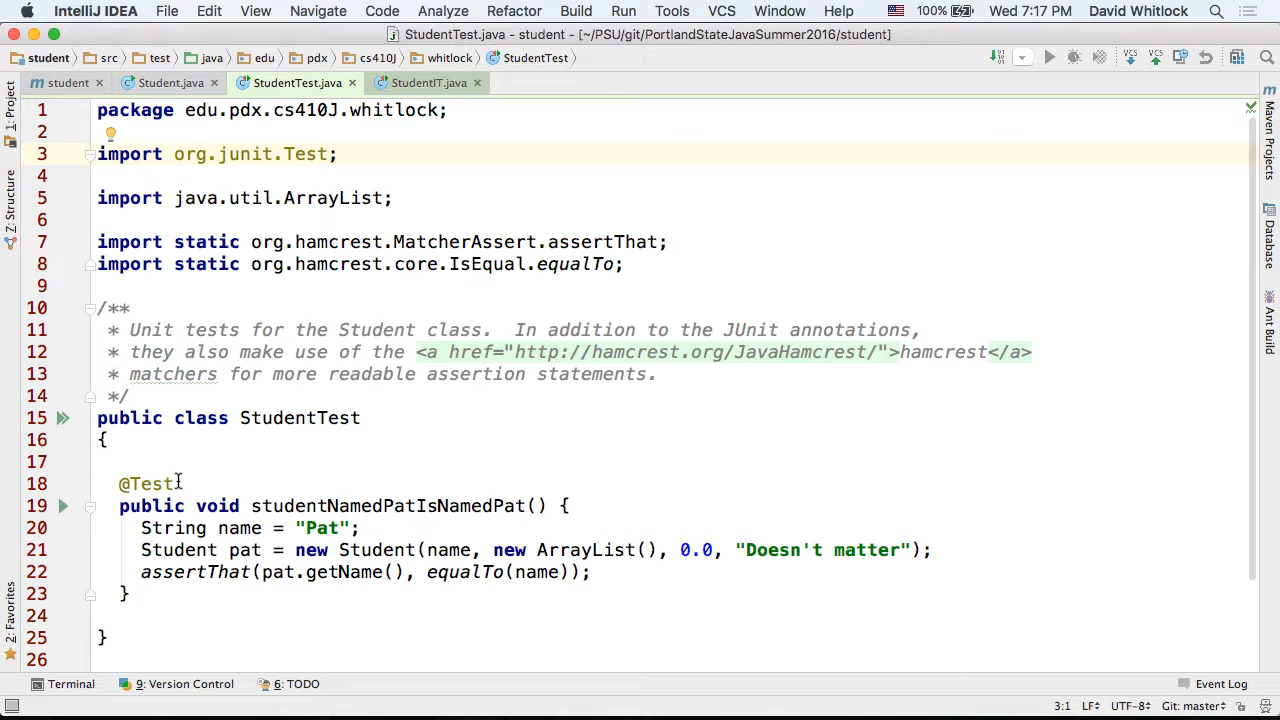 IntelliJ IDEA File Edit View Navigate Code Analyze Refactor Build Run Tools VCS Window Help 100% Wed 7:17 PM David Whitlock
StudentTest.java - student - [~/PSU/git/PortlandStateJavaSummer2016/student]
student src test java edu pdx cs410J whitlock StudentTest
m student Student.java StudentTest.java StudentIT.java
1: Project
Z: Structure
2: Favorites
1 package edu.pdx.cs410J.whitlock;
2
3 import org.junit.Test;
4
5 import java.util.ArrayList;
6
7 import static org.hamcrest.MatcherAssert.assertThat;
8 import static org.hamcrest.core.IsEqual.equalTo;
9
10 /**
11 * Unit tests for the Student class.  In addition to the JUnit annotations,
12 * they also make use of the <a href="http://hamcrest.org/JavaHamcrest/">hamcrest</a>
13 * matchers for more readable assertion statements.
14 */
15 public class StudentTest
16 {
17
18 @Test
19 public void studentNamedPatIsNamedPat() {
20 String name = "Pat";
21 Student pat = new Student(name, new ArrayList(), 0.0, "Doesn't matter");
22 assertThat(pat.getName(), equalTo(name));
23 }
24
25 }
26
m Maven Projects
Database
Ant Build
Terminal 9: Version Control 6: TODO Event Log
3:1 LF UTF-8 Git: master